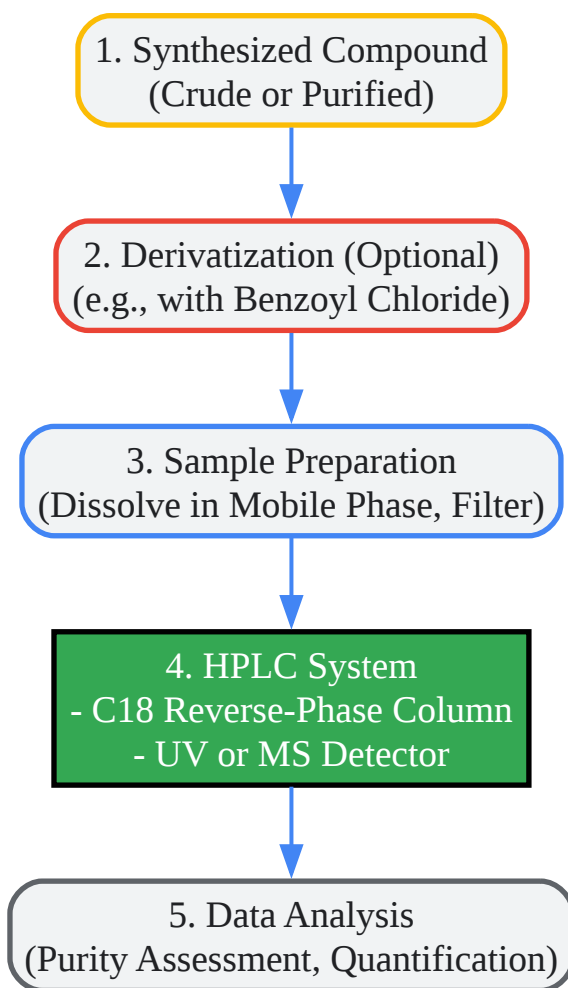 1. Synthesized Compound
(Crude or Purified)
2. Derivatization (Optional)
(e.g., with Benzoyl Chloride)
3. Sample Preparation
(Dissolve in Mobile Phase, Filter)
4. HPLC System
- C18 Reverse-Phase Column
- UV or MS Detector
5. Data Analysis
(Purity Assessment, Quantification)